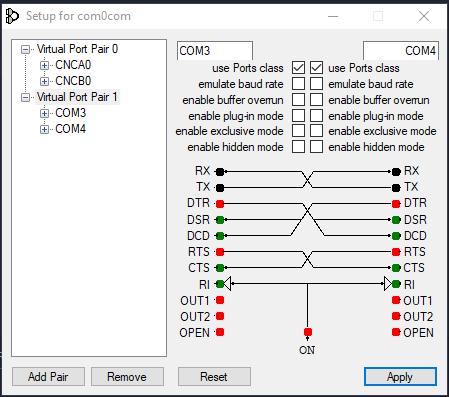 Setup for com0com
Virtual Port Pair 0
CNCA0
CNCB0
Virtual Port Pair 1
COM3
COM4
COM3 COM4
use Ports class use Ports class
emulate baud rate emulate baud rate
enable buffer overrun enable buffer overrun
enable plug-in mode enable plug-in mode
enable exclusive mode enable exclusive mode
enable hidden mode enable hidden mode
RX RX
TX TX
DTR DTR
DSR DSR
DCD DCD
RTS RTS
CTS CTS
RI RI
OUT1 OUT1
OUT2 OUT2
OPEN OPEN
ON
Add Pair Remove Reset Apply